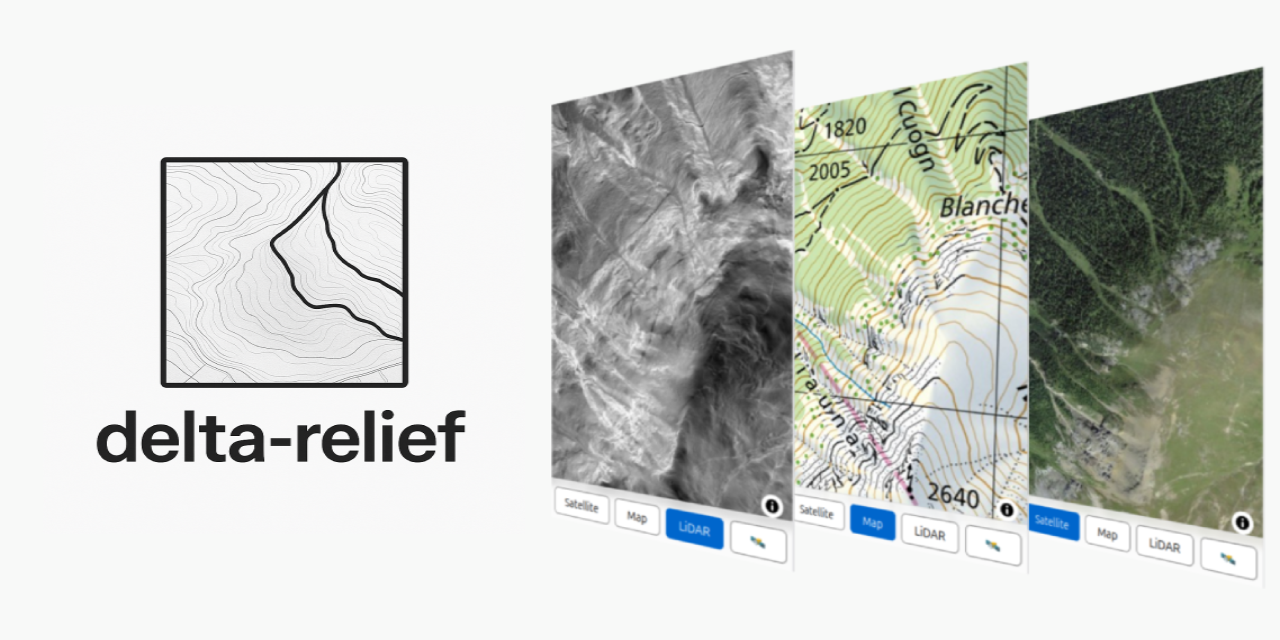 delta-relief
Satellite
Map
LiDAR
1820
2005
l Cuogn
Blanche
2640
Satellite
Map
LiDAR
Satellite
Map
LiDAR